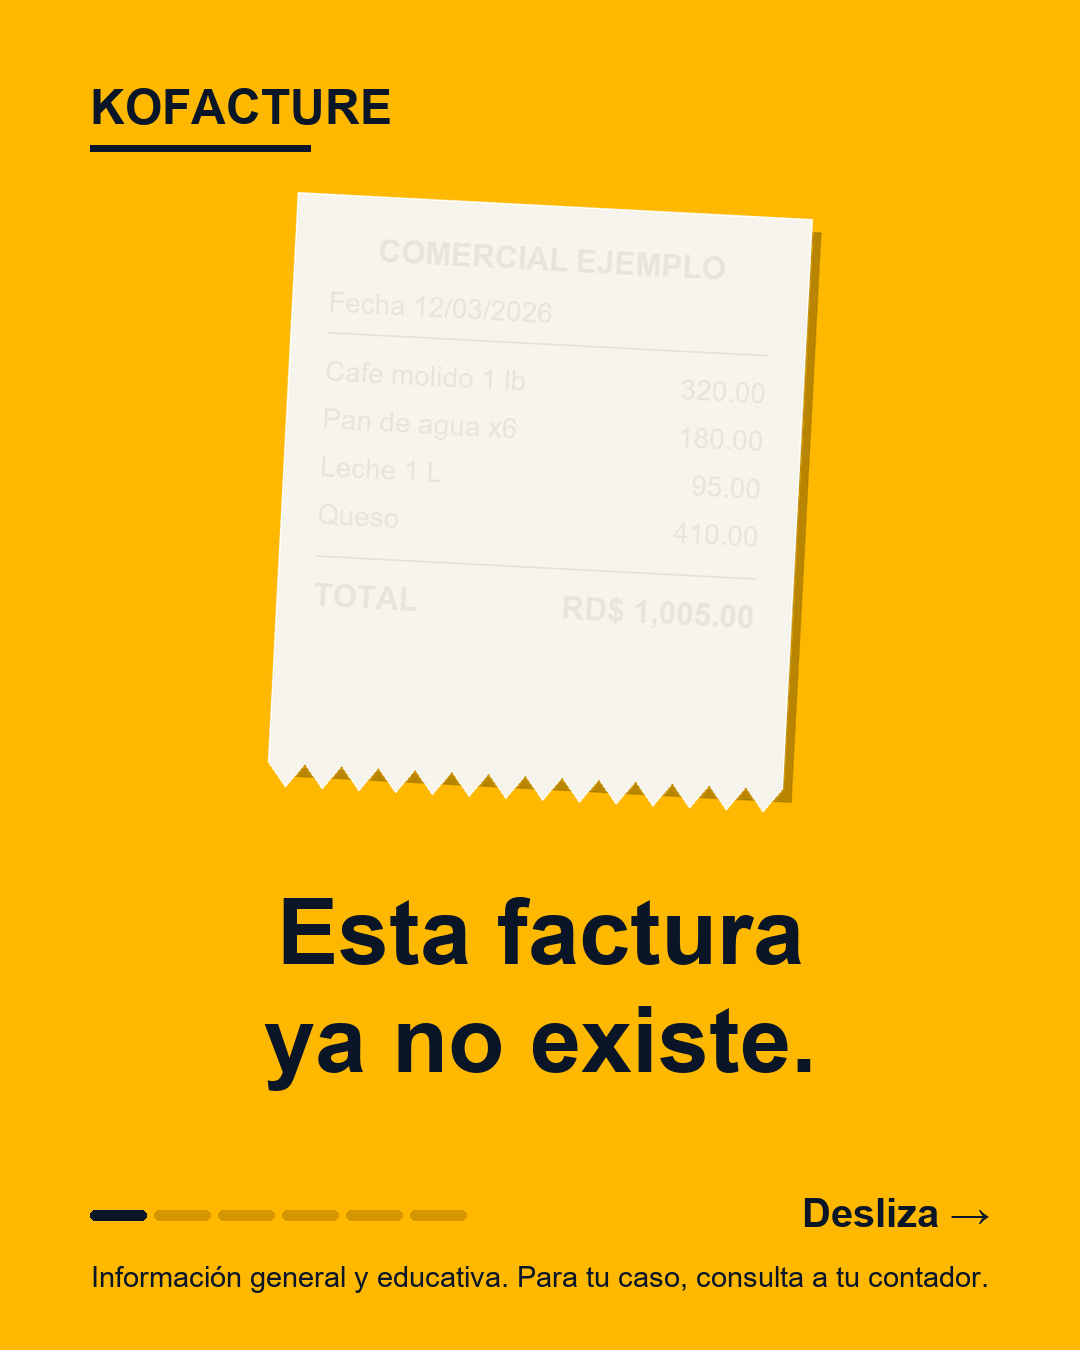 KOFACTURE
COMERCIAL EJEMPLO
Fecha 12/03/2026
Cafe molido 1 lb 320.00
Pan de agua x6 180.00
Leche 1 L 95.00
Queso 410.00
TOTAL RD$ 1,005.00
Esta factura
ya no existe.
Desliza →
Información general y educativa. Para tu caso, consulta a tu contador.